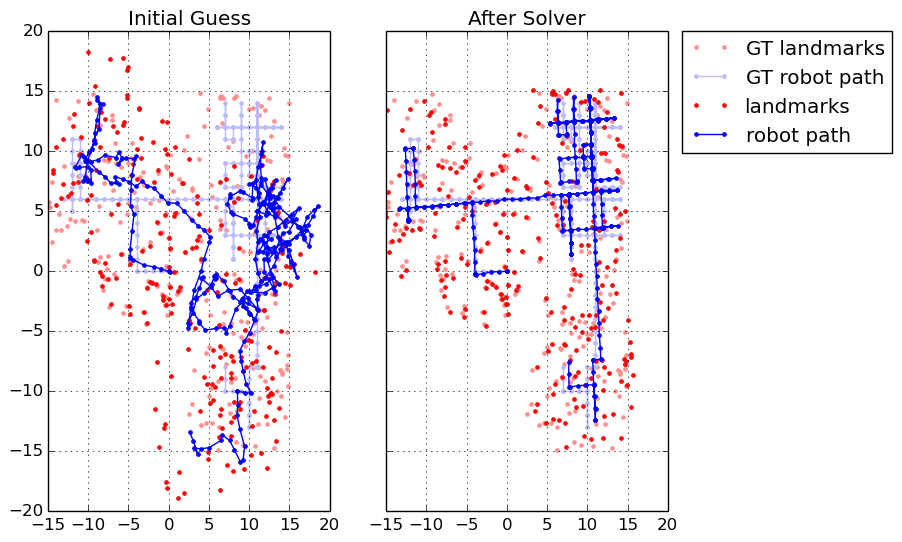 Initial Guess
After Solver
GT landmarks
GT robot path
landmarks
robot path
20
15
10
5
0
−5
−10
−15
−20
−15 −10 −5 0 5 10 15 20
−15 −10 −5 0 5 10 15 20